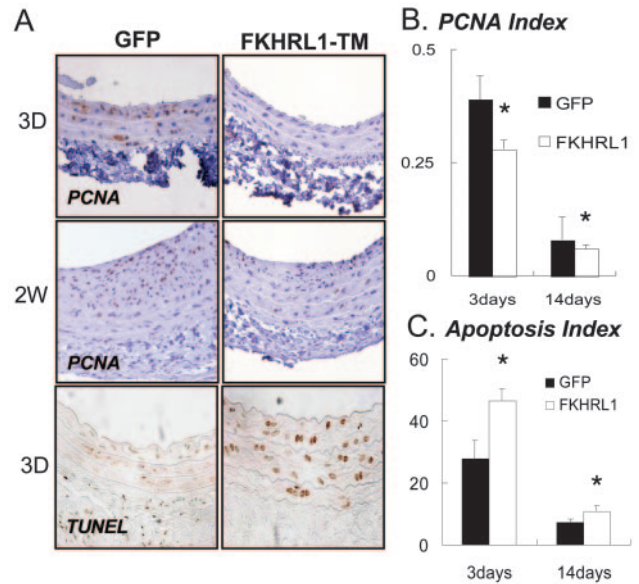 A
GFP
FKHRL1-TM
3D
PCNA
2W
PCNA
3D
TUNEL
B. PCNA Index
0.5
0.25
0
GFP
FKHRL1
*
*
3days
14days
C. Apoptosis Index
60
40
20
0
GFP
FKHRL1
*
*
3days
14days